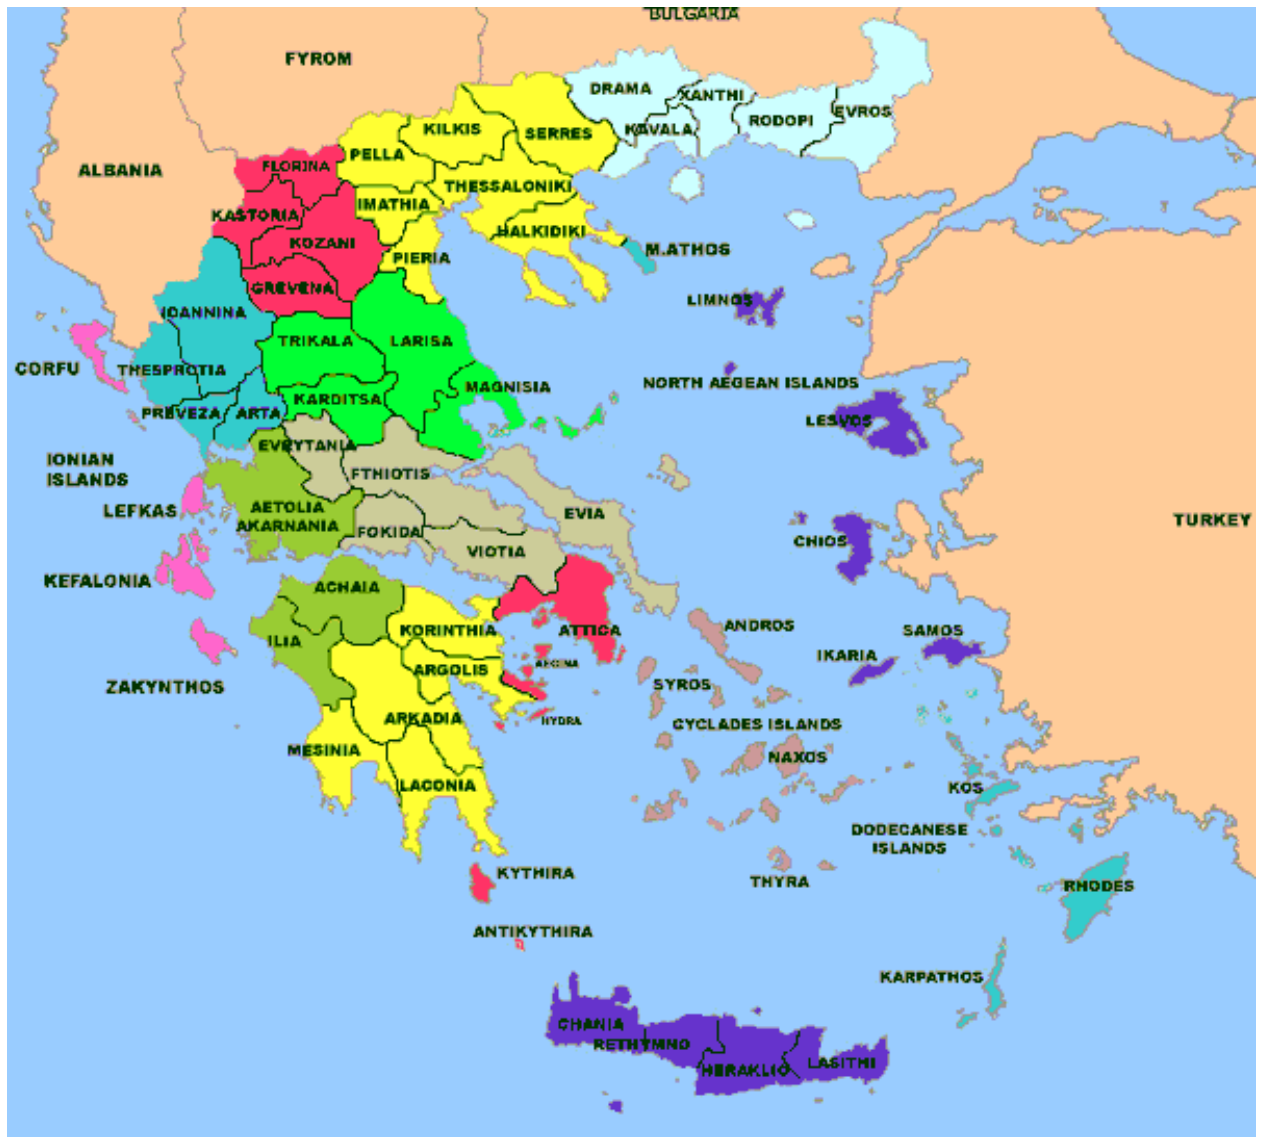 BULGARIA
FYROM
DRAMA
XANTHI
EVROS
RODOPI
KAVALA
KILKIS
SERRES
PELLA
ALBANIA
FLORINA
THESSALONIKI
IMATHIA
KASTORIA
HALKIDIKI
KOZANI
M.ATHOS
PIERIA
GREVENA
LIMNOS
IOANNINA
TRIKALA
LARISA
CORFU
THESPROTIA
NORTH AEGEAN ISLANDS
MAGNISIA
KARDITSA
PREVEZA
ARTA
LESVOS
EVRYTANIA
IONIAN
ISLANDS
FTHIOTIS
LEFKAS
AETOLIA
AKARNANIA
EVIA
TURKEY
FOKIDA
CHIOS
VIOTIA
KEFALONIA
ACHAIA
ANDROS
KORINTHIA
ATTICA
SAMOS
ILIA
IKARIA
AEGINA
ARGOLIS
ZAKYNTHOS
SYROS
ARKADIA
HYDRA
CYCLADES ISLANDS
MESINIA
NAXOS
LACONIA
KOS
DODECANESE
ISLANDS
KYTHIRA
THYRA
RHODES
ANTIKYTHIRA
KARPATHOS
CHANIA
RETHYMNO
HERAKLIO
LASITHI